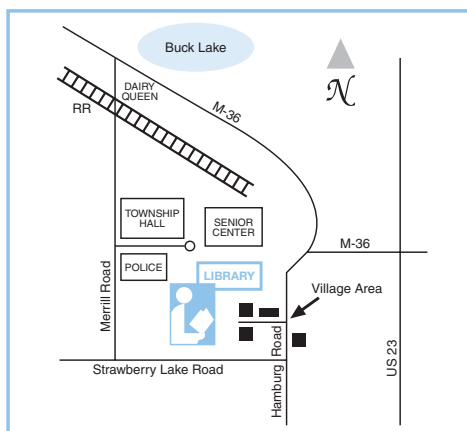 Buck Lake
DAIRY
QUEEN
RR
M-36
N
TOWNSHIP
HALL
SENIOR
CENTER
M-36
POLICE
LIBRARY
Merrill Road
Village Area
Strawberry Lake Road
Hamburg Road
US 23